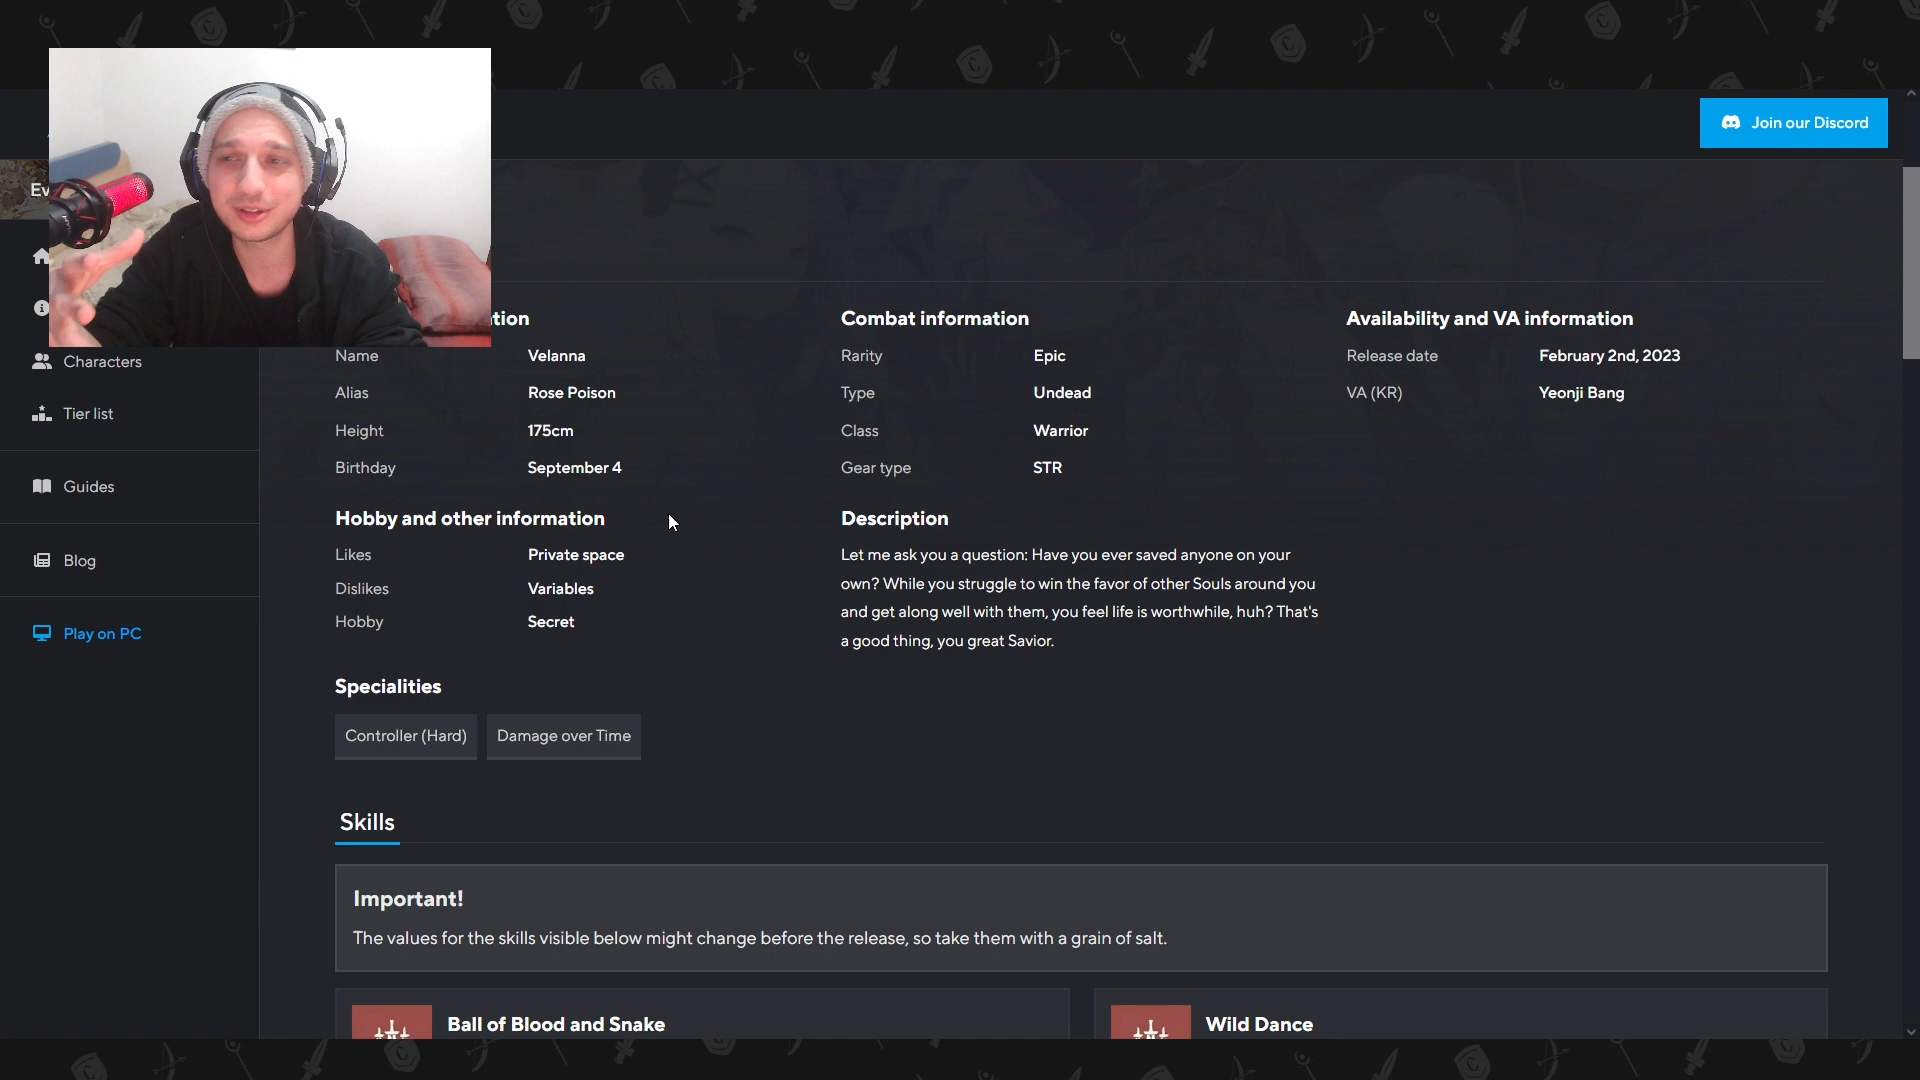 Join our Discord
Ev
Characters
Tier list
Guides
Blog
Play on PC
tion
Name Velanna
Alias Rose Poison
Height 175cm
Birthday September 4
Combat information
Rarity Epic
Type Undead
Class Warrior
Gear type STR
Availability and VA information
Release date February 2nd, 2023
VA (KR) Yeonji Bang
Hobby and other information
Likes Private space
Dislikes Variables
Hobby Secret
Description
Let me ask you a question: Have you ever saved anyone on your
own? While you struggle to win the favor of other Souls around you
and get along well with them, you feel life is worthwhile, huh? That's
a good thing, you great Savior.
Specialities
Controller (Hard) Damage over Time
Skills
Important!
The values for the skills visible below might change before the release, so take them with a grain of salt.
Ball of Blood and Snake
Wild Dance